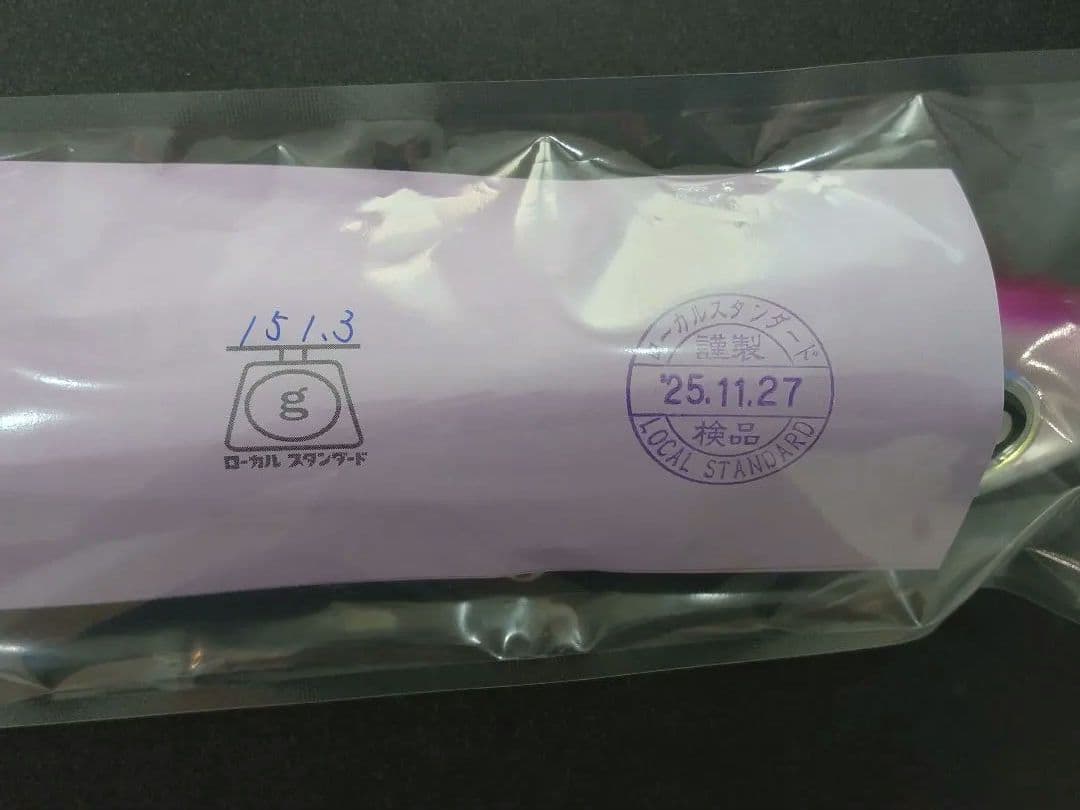 151.3
g
ローカル スタンダード
ローカルスタンダード
謹製
'25.11.27
検品
LOCAL STANDARD